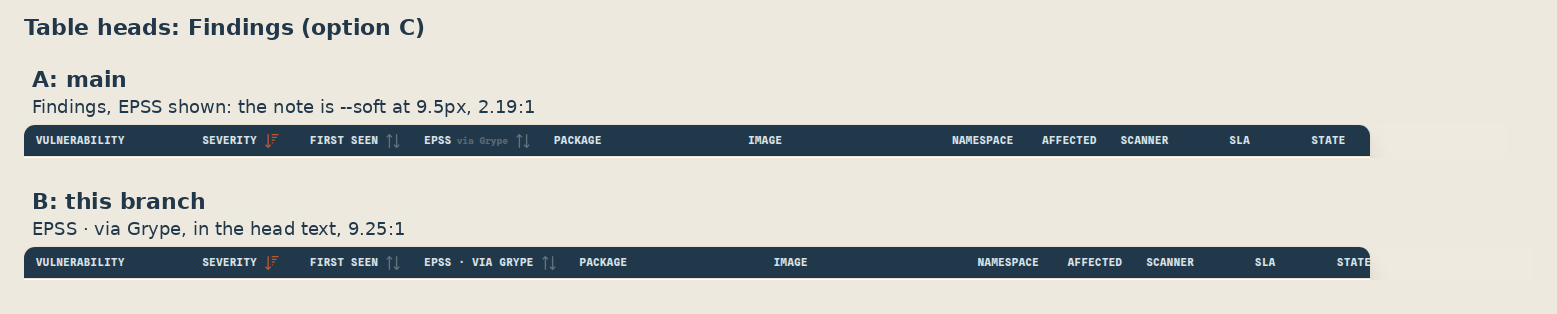 Table heads: Findings (option C)
A: main
Findings, EPSS shown: the note is --soft at 9.5px, 2.19:1
VULNERABILITY SEVERITY FIRST SEEN EPSS via Grype PACKAGE IMAGE NAMESPACE AFFECTED SCANNER SLA STATE
B: this branch
EPSS · via Grype, in the head text, 9.25:1
VULNERABILITY SEVERITY FIRST SEEN EPSS · VIA GRYPE PACKAGE IMAGE NAMESPACE AFFECTED SCANNER SLA STATE